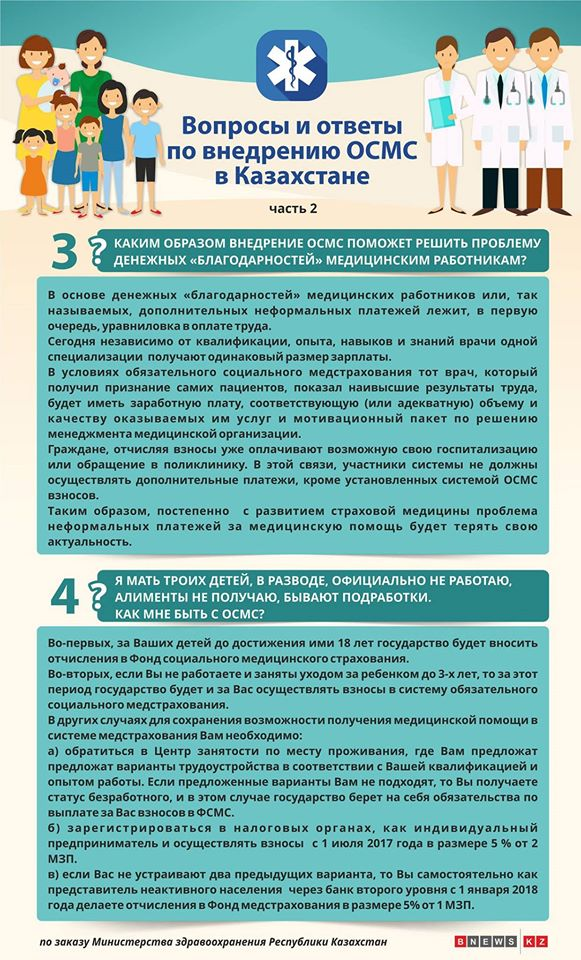 Вопросы и ответы
по внедрению ОСМС
в Казахстане
часть 2
3 ? КАКИМ ОБРАЗОМ ВНЕДРЕНИЕ ОСМС ПОМОЖЕТ РЕШИТЬ ПРОБЛЕМУ
ДЕНЕЖНЫХ «БЛАГОДАРНОСТЕЙ» МЕДИЦИНСКИМ РАБОТНИКАМ?
В основе денежных «благодарностей» медицинских работников или, так
называемых, дополнительных неформальных платежей лежит, в первую
очередь, уравниловка в оплате труда.
Сегодня независимо от квалификации, опыта, навыков и знаний врачи одной
специализации получают одинаковый размер зарплаты.
В условиях обязательного социального медстрахования тот врач, который
получил признание самих пациентов, показал наивысшие результаты труда,
будет иметь заработную плату, соответствующую (или адекватную) объему и
качеству оказываемых им услуг и мотивационный пакет по решению
менеджмента медицинской организации.
Граждане, отчисляя взносы уже оплачивают возможную свою госпитализацию
или обращение в поликлинику. В этой связи, участники системы не должны
осуществлять дополнительные платежи, кроме установленных системой ОСМС
взносов.
Таким образом, постепенно с развитием страховой медицины проблема
неформальных платежей за медицинскую помощь будет терять свою
актуальность.
4 ? Я МАТЬ ТРОИХ ДЕТЕЙ, В РАЗВОДЕ, ОФИЦИАЛЬНО НЕ РАБОТАЮ,
АЛИМЕНТЫ НЕ ПОЛУЧАЮ, БЫВАЮТ ПОДРАБОТКИ.
КАК МНЕ БЫТЬ С ОСМС?
Во-первых, за Ваших детей до достижения ими 18 лет государство будет вносить
отчисления в Фонд социального медицинского страхования.
Во-вторых, если Вы не работаете и заняты уходом за ребенком до 3-х лет, то за этот
период государство будет и за Вас осуществлять взносы в систему обязательного
социального медстрахования.
В других случаях для сохранения возможности получения медицинской помощи в
системе медстрахования Вам необходимо:
а) обратиться в Центр занятости по месту проживания, где Вам предложат
предложат варианты трудоустройства в соответствии с Вашей квалификацией и
опытом работы. Если предложенные варианты Вам не подходят, то Вы получаете
статус безработного, и в этом случае государство берет на себя обязательства по
выплате за Вас взносов в ФСМС.
б) зарегистрироваться в налоговых органах, как индивидуальный
предприниматель и осуществлять взносы с 1 июля 2017 года в размере 5 % от 2
МЗП.
в) если Вас не устраивают два предыдущих варианта, то Вы самостоятельно как
представитель неактивного населения через банк второго уровня с 1 января 2018
года делаете отчисления в Фонд медстрахования в размере 5% от 1 МЗП.
по заказу Министерства здравоохранения Республики Казахстан
BNEWS KZ